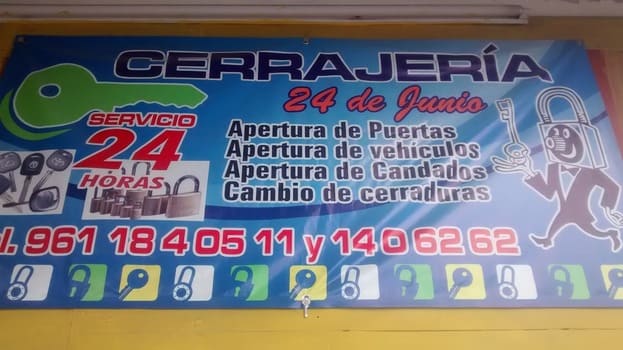 CERRAJERÍA
24 de Junio
SERVICIO
24
HORAS
Apertura de Puertas
Apertura de vehículos
Apertura de Candados
Cambio de cerraduras
l. 961 18 4 05 11 y 14 0 62 62